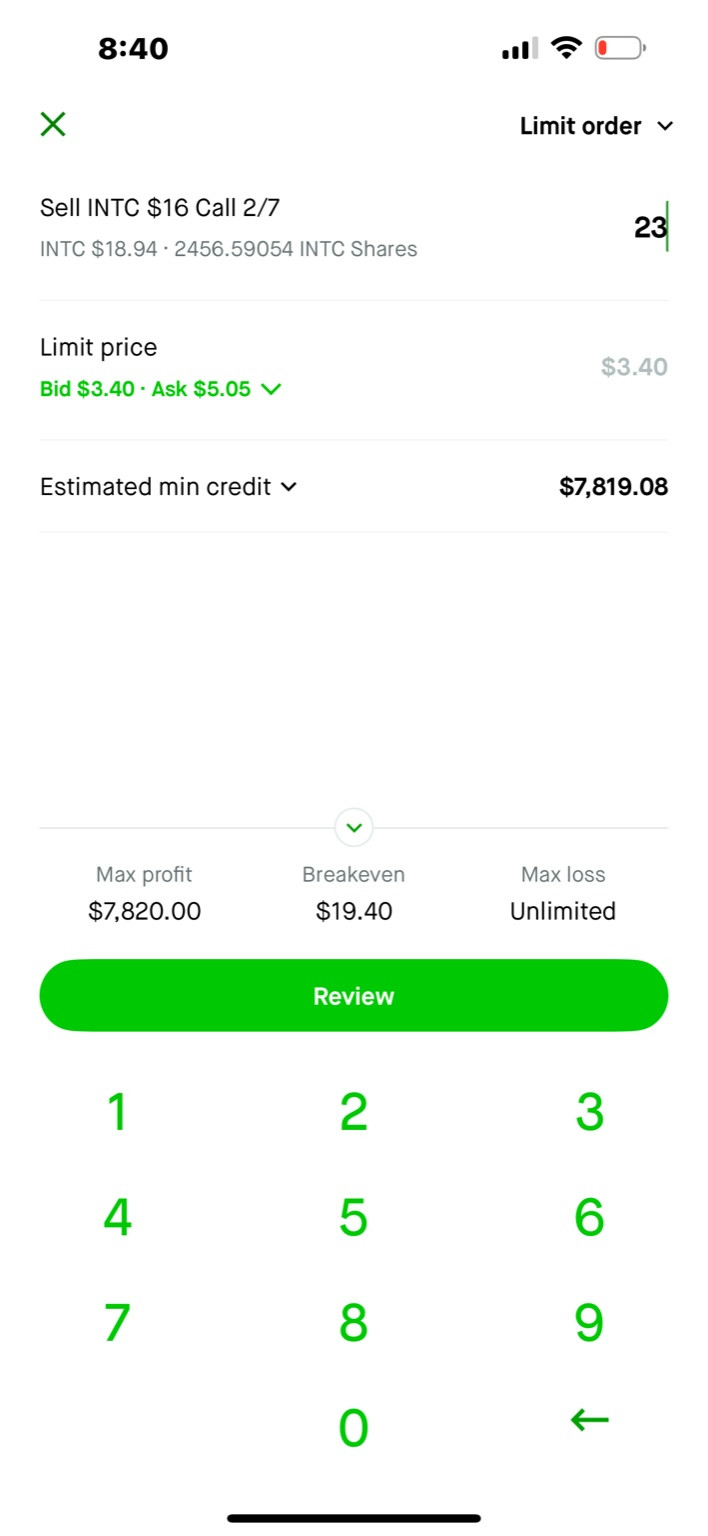 8:40
Limit order
Sell INTC $16 Call 2/7
23
INTC $18.94 · 2456.59054 INTC Shares
Limit price
$3.40
Bid $3.40 · Ask $5.05
Estimated min credit
$7,819.08
Max profit Breakeven Max loss
$7,820.00 $19.40 Unlimited
Review
1 2 3
4 5 6
7 8 9
0